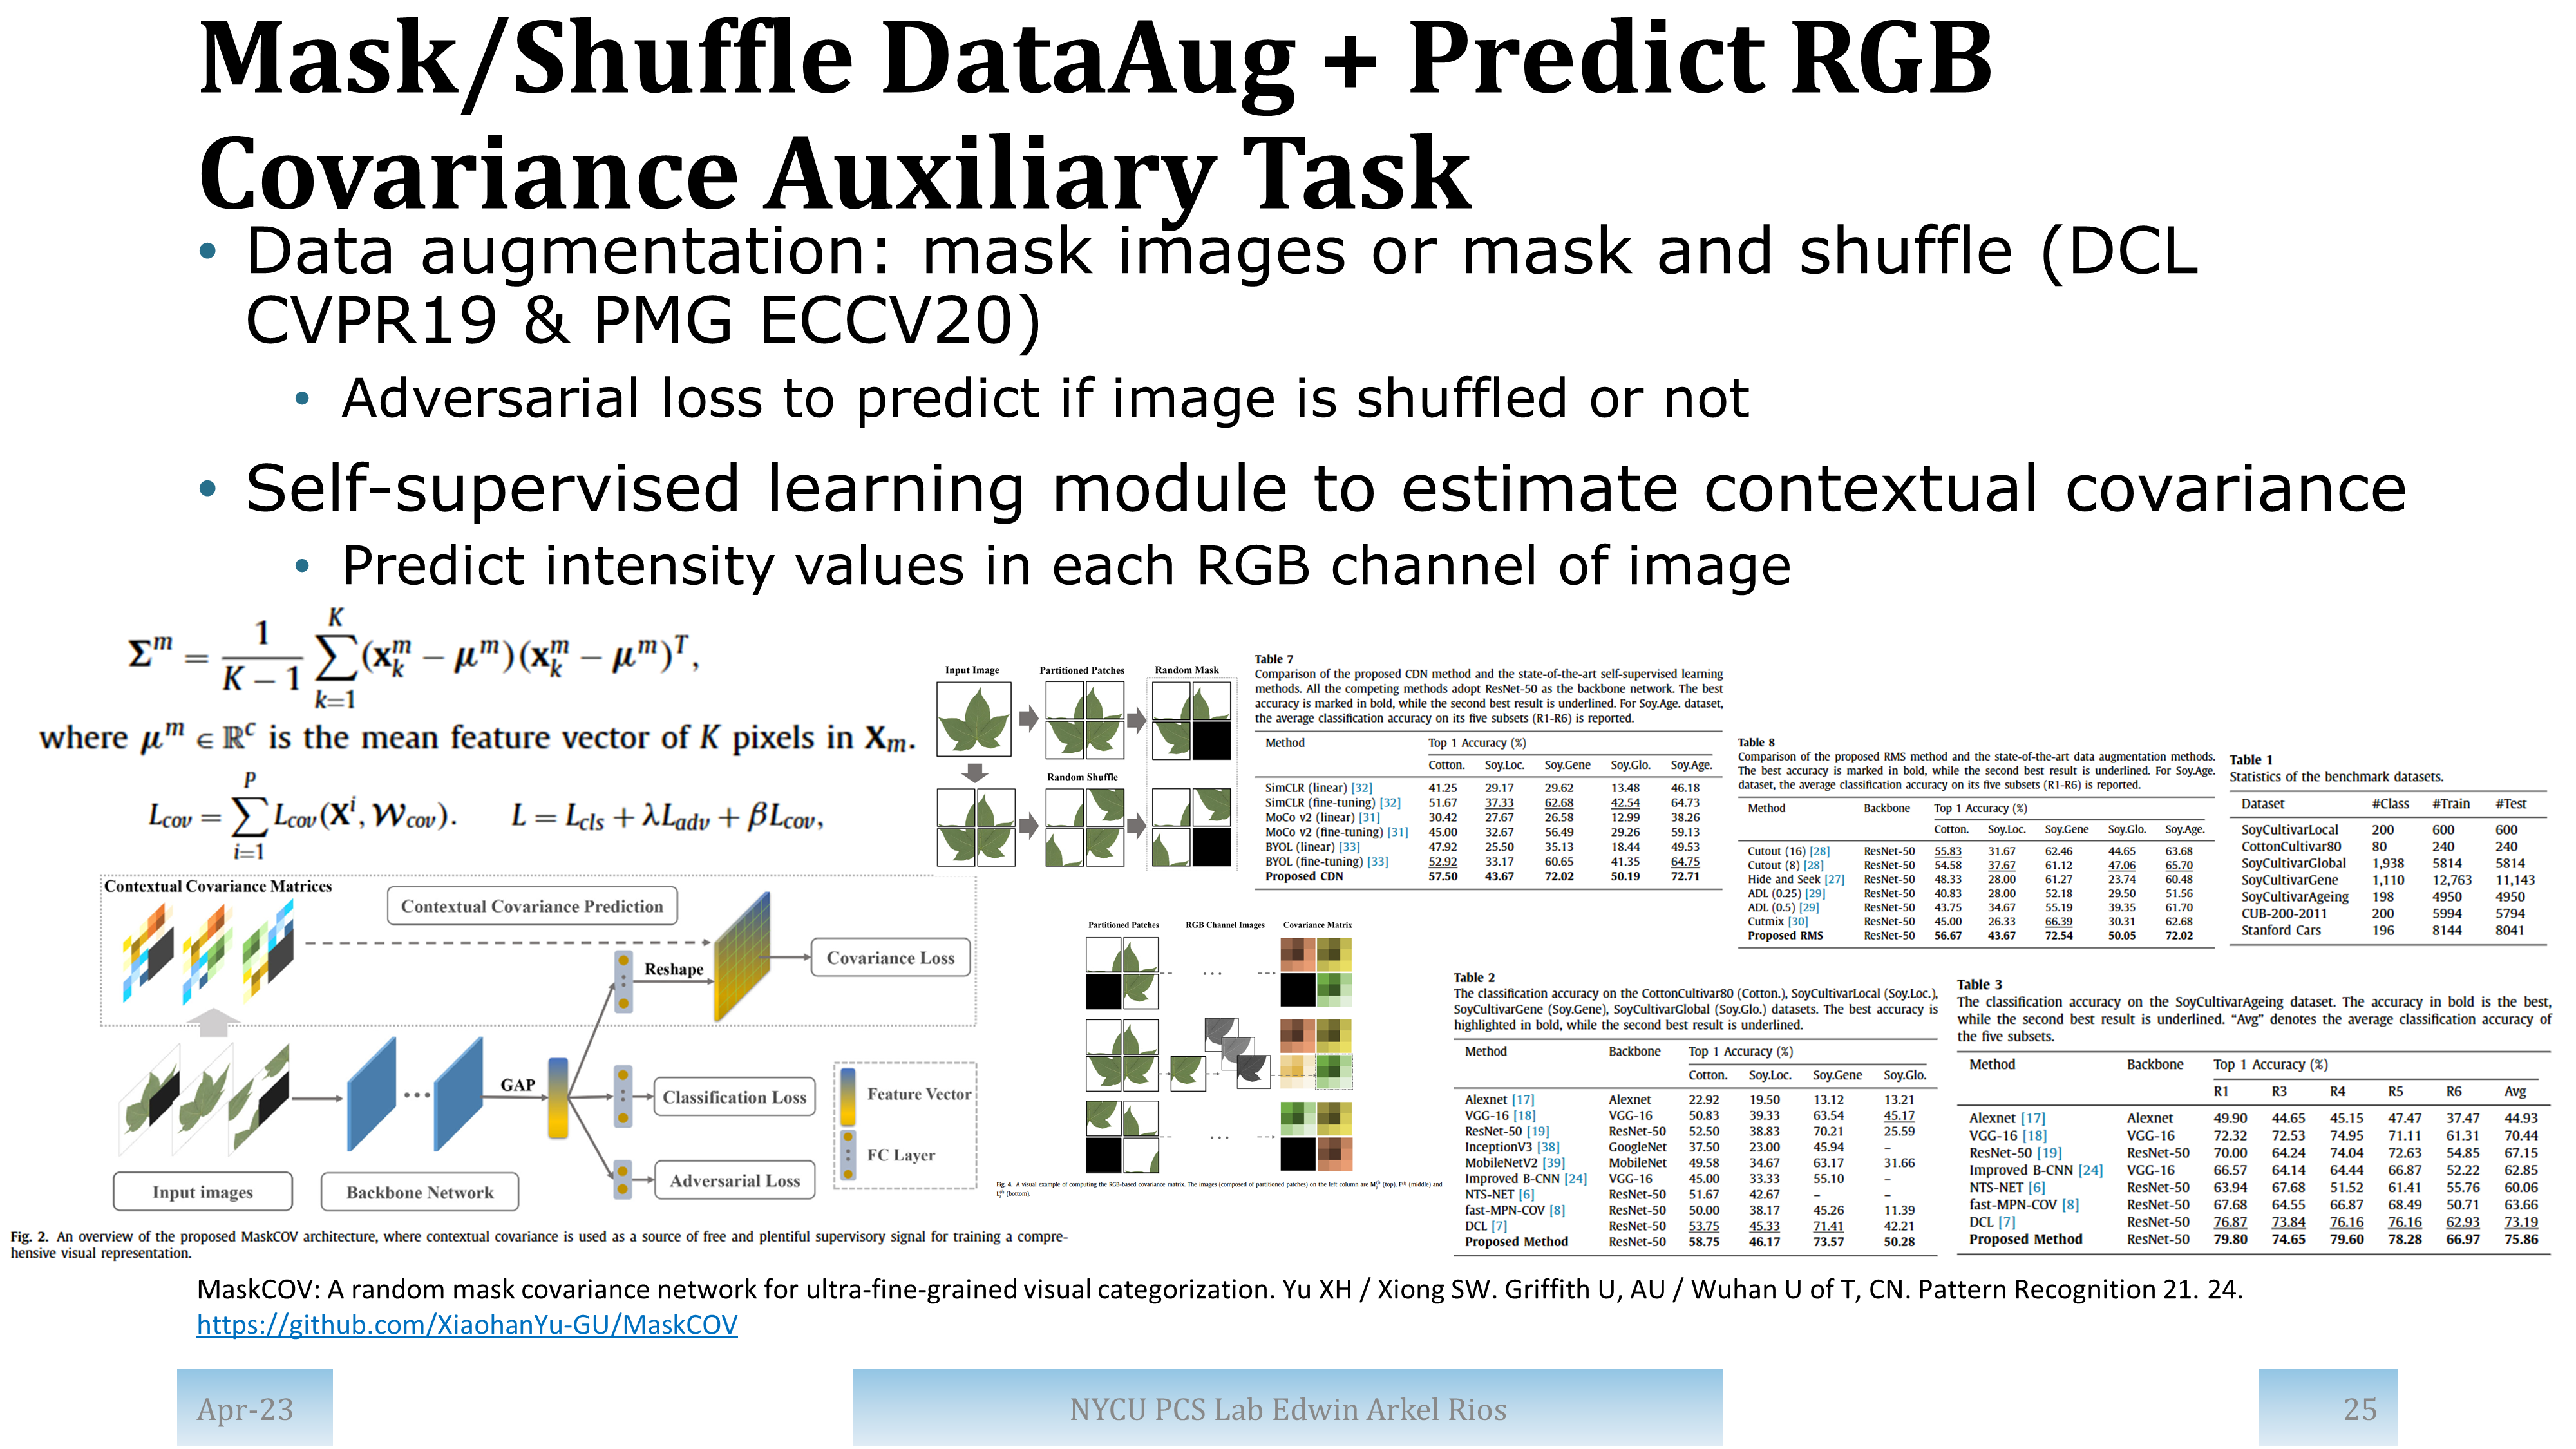 Mask/Shuffle DataAug + Predict RGB
Covariance Auxiliary Task
• Data augmentation: mask images or mask and shuffle (DCL
CVPR19 & PMG ECCV20)
• Adversarial loss to predict if image is shuffled or not
• Self-supervised learning module to estimate contextual covariance
• Predict intensity values in each RGB channel of image
Σ^m = 1/(K − 1) ∑_{k=1}^{K} (x_k^m − μ^m)(x_k^m − μ^m)^T,
where μ^m ∈ ℝ^c is the mean feature vector of K pixels in X_m.
L_cov = ∑_{i=1}^{P} L_cov(X^i, W_cov). L = L_cls + λL_adv + βL_cov,
Contextual Covariance Matrices
Contextual Covariance Prediction
Covariance Loss
Reshape
GAP
Classification Loss
Adversarial Loss
Feature Vector
FC Layer
Input images
Backbone Network
Fig. 2. An overview of the proposed MaskCOV architecture, where contextual covariance is used as a source of free and plentiful supervisory signal for training a compre-
hensive visual representation.
Input Image Partitioned Patches Random Mask
Random Shuffle
Partitioned Patches RGB Channel Images Covariance Matrix
Fig. 4. A visual example of computing the RGB-based covariance matrix. The images (composed of partitioned patches) on the left column are (top), (middle) and
(bottom).
Table 7
Comparison of the proposed CDN method and the state-of-the-art self-supervised learning
methods. All the competing methods adopt ResNet-50 as the backbone network. The best
accuracy is marked in bold, while the second best result is underlined. For Soy.Age. dataset,
the average classification accuracy on its five subsets (R1-R6) is reported.
Method Top 1 Accuracy (%)
Cotton. Soy.Loc. Soy.Gene Soy.Glo. Soy.Age.
SimCLR (linear) [32] 41.25 29.17 29.62 13.48 46.18
SimCLR (fine-tuning) [32] 51.67 37.33 62.68 42.54 64.73
MoCo v2 (linear) [31] 30.42 27.67 26.58 12.99 38.26
MoCo v2 (fine-tuning) [31] 45.00 32.67 56.49 29.26 59.13
BYOL (linear) [33] 47.92 25.50 35.13 18.44 49.53
BYOL (fine-tuning) [33] 52.92 33.17 60.65 41.35 64.75
Proposed CDN 57.50 43.67 72.02 50.19 72.71
Table 8
Comparison of the proposed RMS method and the state-of-the-art data augmentation methods.
The best accuracy is marked in bold, while the second best result is underlined. For Soy.Age.
dataset, the average classification accuracy on its five subsets (R1-R6) is reported.
Method Backbone Top 1 Accuracy (%)
Cotton. Soy.Loc. Soy.Gene Soy.Glo. Soy.Age.
Cutout (16) [28] ResNet-50 55.83 31.67 62.46 44.65 63.68
Cutout (8) [28] ResNet-50 54.58 37.67 61.12 47.06 65.70
Hide and Seek [27] ResNet-50 48.33 28.00 61.27 23.74 60.48
ADL (0.25) [29] ResNet-50 40.83 28.00 52.18 29.50 51.56
ADL (0.5) [29] ResNet-50 43.75 34.67 55.19 39.35 61.70
Cutmix [30] ResNet-50 45.00 26.33 66.39 30.31 62.68
Proposed RMS ResNet-50 56.67 43.67 72.54 50.05 72.02
Table 1
Statistics of the benchmark datasets.
Dataset #Class #Train #Test
SoyCultivarLocal 200 600 600
CottonCultivar80 80 240 240
SoyCultivarGlobal 1,938 5814 5814
SoyCultivarGene 1,110 12,763 11,143
SoyCultivarAgeing 198 4950 4950
CUB-200-2011 200 5994 5794
Stanford Cars 196 8144 8041
Table 2
The classification accuracy on the CottonCultivar80 (Cotton.), SoyCultivarLocal (Soy.Loc.),
SoyCultivarGene (Soy.Gene), SoyCultivarGlobal (Soy.Glo.) datasets. The best accuracy is
highlighted in bold, while the second best result is underlined.
Method Backbone Top 1 Accuracy (%)
Cotton. Soy.Loc. Soy.Gene Soy.Glo.
Alexnet [17] Alexnet 22.92 19.50 13.12 13.21
VGG-16 [18] VGG-16 50.83 39.33 63.54 45.17
ResNet-50 [19] ResNet-50 52.50 38.83 70.21 25.59
InceptionV3 [38] GoogleNet 37.50 23.00 45.94 –
MobileNetV2 [39] MobileNet 49.58 34.67 63.17 31.66
Improved B-CNN [24] VGG-16 45.00 33.33 55.10 –
NTS-NET [6] ResNet-50 51.67 42.67 – –
fast-MPN-COV [8] ResNet-50 50.00 38.17 45.26 11.39
DCL [7] ResNet-50 53.75 45.33 71.41 42.21
Proposed Method ResNet-50 58.75 46.17 73.57 50.28
Table 3
The classification accuracy on the SoyCultivarAgeing dataset. The accuracy in bold is the best,
while the second best result is underlined. “Avg” denotes the average classification accuracy of
the five subsets.
Method Backbone Top 1 Accuracy (%)
R1 R3 R4 R5 R6 Avg
Alexnet [17] Alexnet 49.90 44.65 45.15 47.47 37.47 44.93
VGG-16 [18] VGG-16 72.32 72.53 74.95 71.11 61.31 70.44
ResNet-50 [19] ResNet-50 70.00 64.24 74.04 72.63 54.85 67.15
Improved B-CNN [24] VGG-16 66.57 64.14 64.44 66.87 52.22 62.85
NTS-NET [6] ResNet-50 63.94 67.68 51.52 61.41 55.76 60.06
fast-MPN-COV [8] ResNet-50 67.68 64.55 66.87 68.49 50.71 63.66
DCL [7] ResNet-50 76.87 73.84 76.16 76.16 62.93 73.19
Proposed Method ResNet-50 79.80 74.65 79.60 78.28 66.97 75.86
MaskCOV: A random mask covariance network for ultra-fine-grained visual categorization. Yu XH / Xiong SW. Griffith U, AU / Wuhan U of T, CN. Pattern Recognition 21. 24.
https://github.com/XiaohanYu-GU/MaskCOV
Apr-23
NYCU PCS Lab Edwin Arkel Rios
25